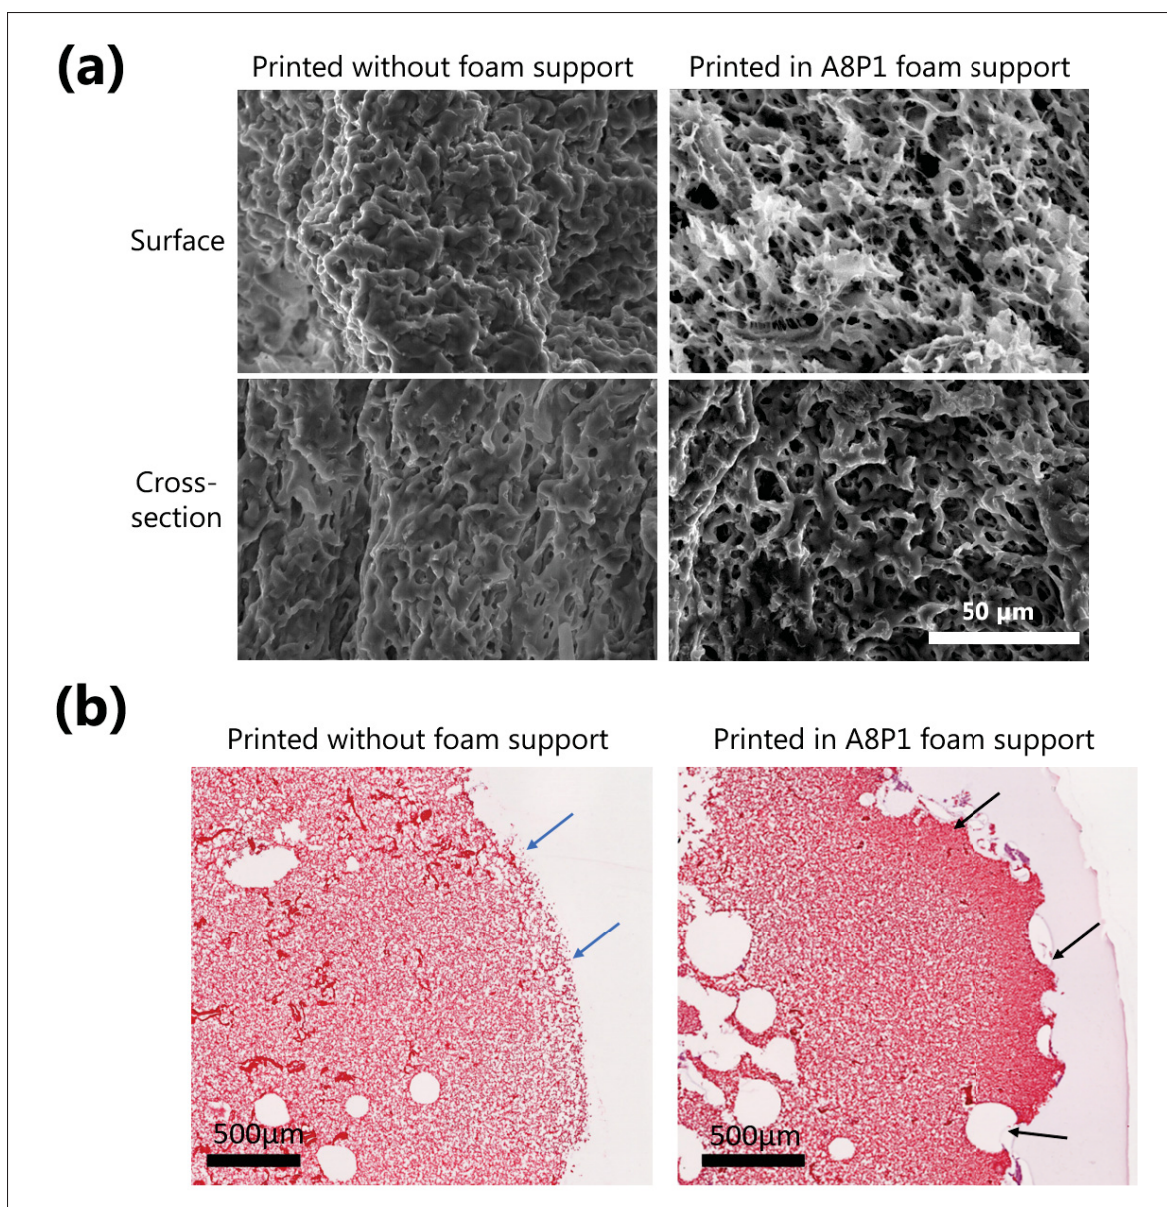 (a)
Printed without foam support
Printed in A8P1 foam support
Surface
Cross-
section
50 μm
(b)
Printed without foam support
Printed in A8P1 foam support
500μm
500μm